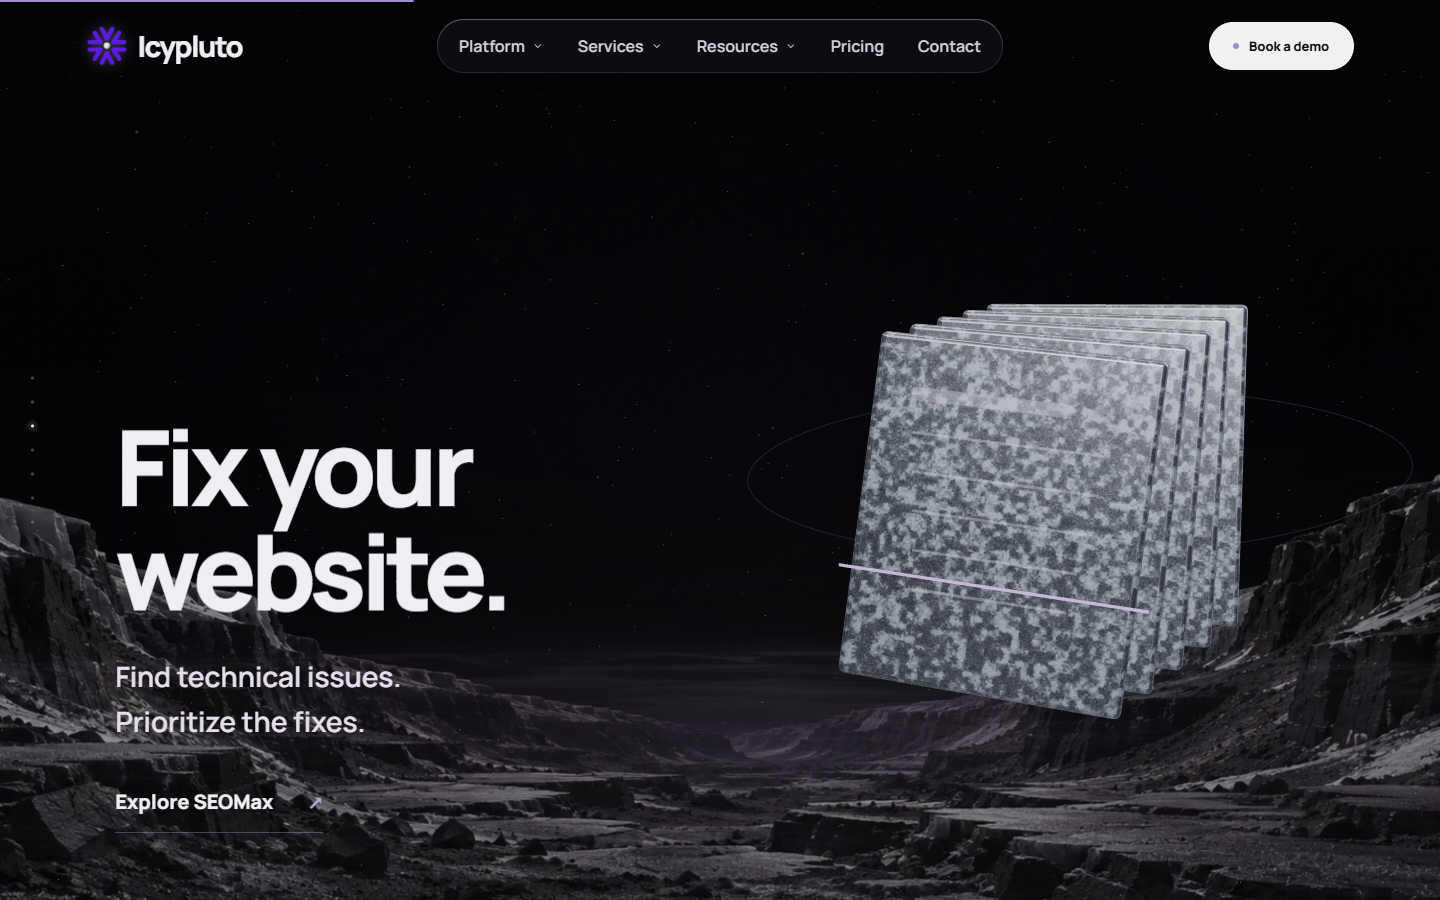 Icypluto
Platform
Services
Resources
Pricing
Contact
Book a demo
Fix your
website.
Find technical issues.
Prioritize the fixes.
Explore SEOMax ↗